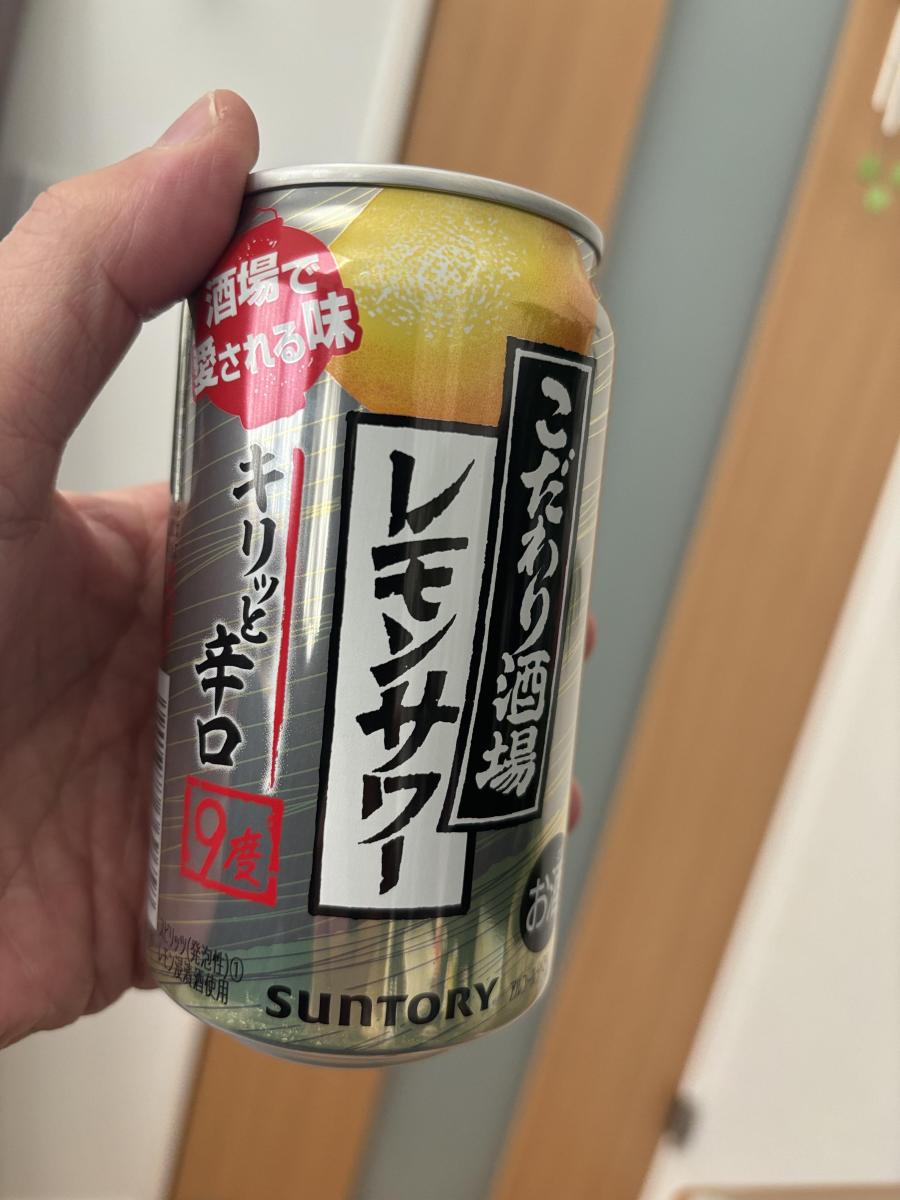 酒場で
愛される味
こだわり酒場
レモンサワー
キリッと辛口
9度
スピリッツ(発泡性)①
レモン浸漬酒使用
SUNTORY